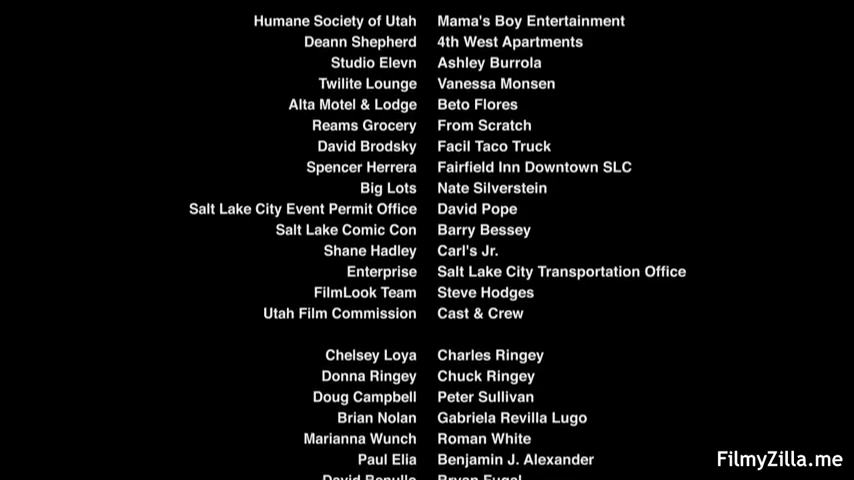 Humane Society of Utah Mama's Boy Entertainment
Deann Shepherd 4th West Apartments
Studio Elevn Ashley Burrola
Twilite Lounge Vanessa Monsen
Alta Motel & Lodge Beto Flores
Reams Grocery From Scratch
David Brodsky Facil Taco Truck
Spencer Herrera Fairfield Inn Downtown SLC
Big Lots Nate Silverstein
Salt Lake City Event Permit Office David Pope
Salt Lake Comic Con Barry Bessey
Shane Hadley Carl's Jr.
Enterprise Salt Lake City Transportation Office
FilmLook Team Steve Hodges
Utah Film Commission Cast & Crew
Chelsey Loya Charles Ringey
Donna Ringey Chuck Ringey
Doug Campbell Peter Sullivan
Brian Nolan Gabriela Revilla Lugo
Marianna Wunch Roman White
Paul Elia Benjamin J. Alexander
David Bryan
FilmyZilla.me